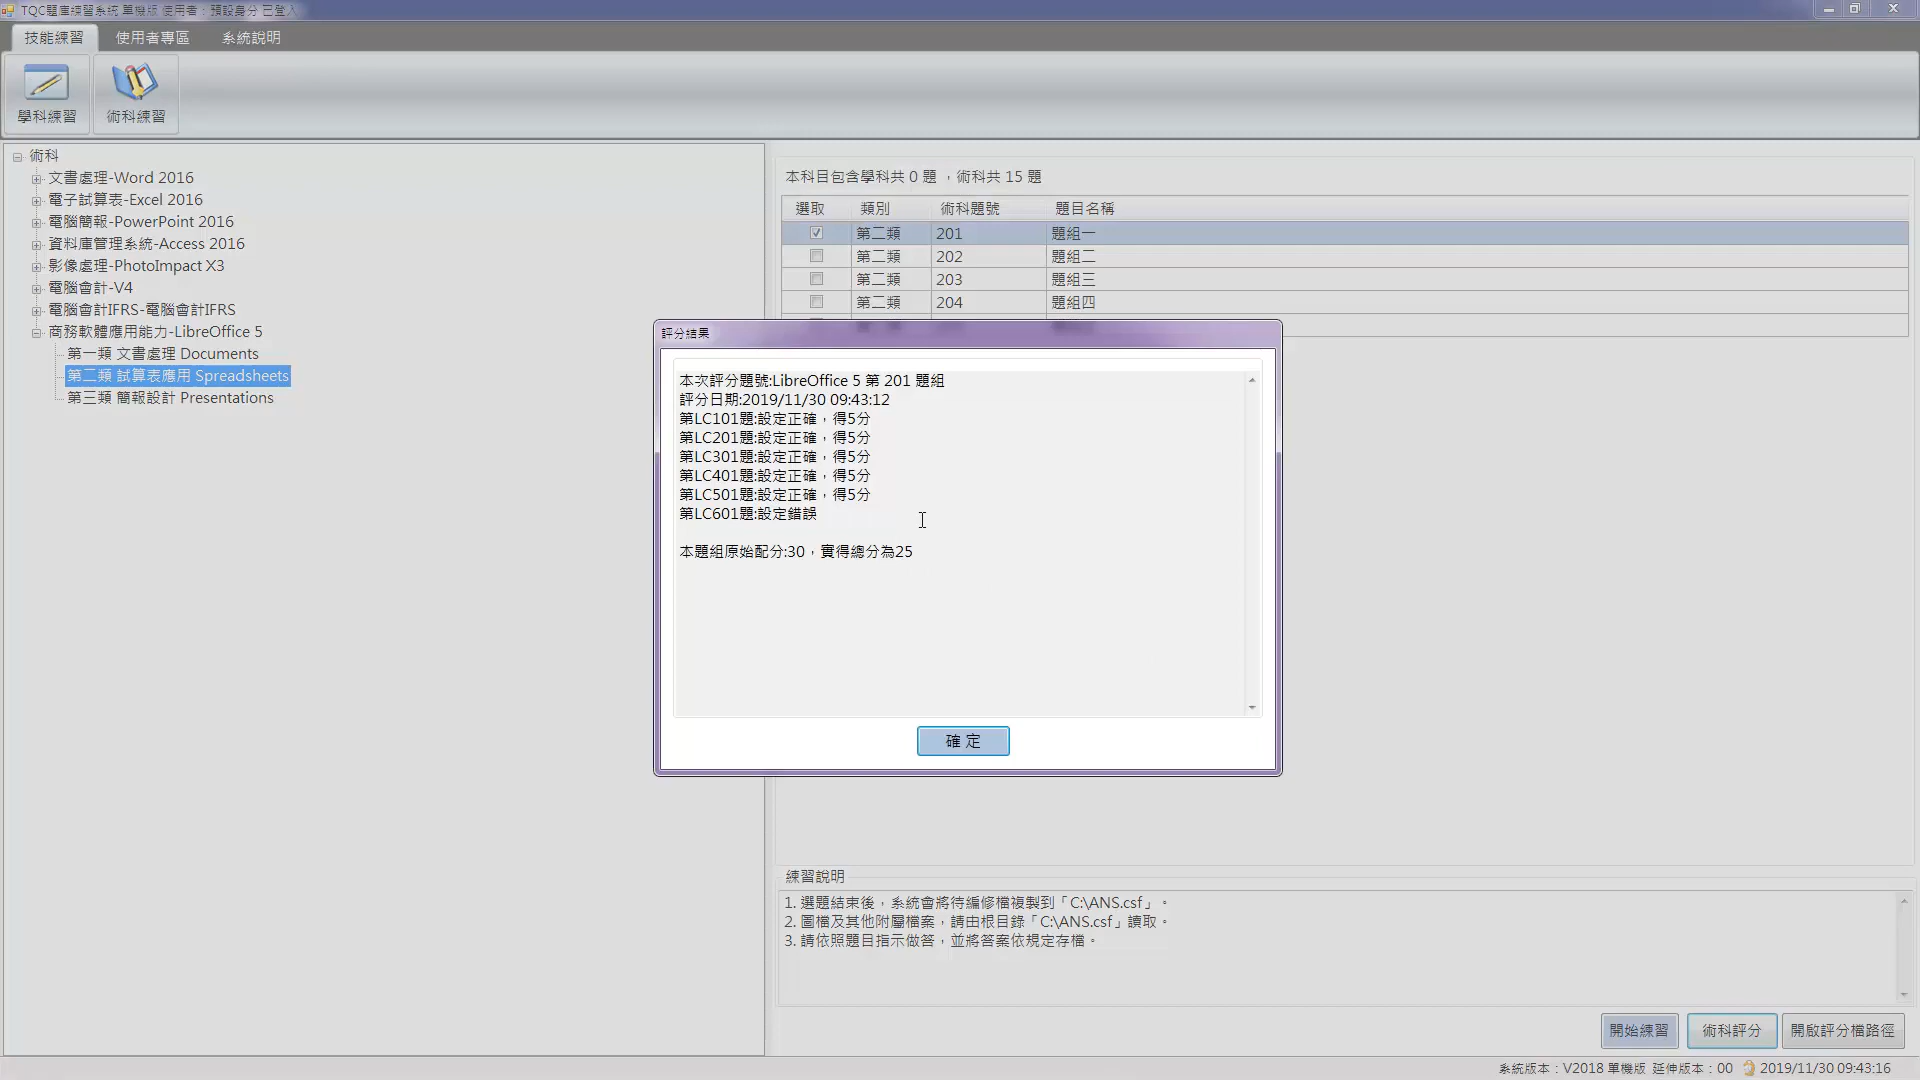 TQC題庫練習系統 單機版 使用者：預設身分 已登入
技能練習 使用者專區 系統說明
學科練習 術科練習
術科
文書處理-Word 2016
電子試算表-Excel 2016
電腦簡報-PowerPoint 2016
資料庫管理系統-Access 2016
影像處理-PhotoImpact X3
電腦會計-V4
電腦會計IFRS-電腦會計IFRS
商務軟體應用能力-LibreOffice 5
第一類 文書處理 Documents
第二類 試算表應用 Spreadsheets
第三類 簡報設計 Presentations
本科目包含學科共 0 題 ，術科共 15 題
選取 類別 術科題號 題目名稱
第二類 201 題組一
第二類 202 題組二
第二類 203 題組三
第二類 204 題組四
評分結果
本次評分題號:LibreOffice 5 第 201 題組
評分日期:2019/11/30 09:43:12
第LC101題:設定正確，得5分
第LC201題:設定正確，得5分
第LC301題:設定正確，得5分
第LC401題:設定正確，得5分
第LC501題:設定正確，得5分
第LC601題:設定錯誤
本題組原始配分:30，實得總分為25
確定
練習說明
1. 選題結束後，系統會將待編修檔複製到「C:\ANS.csf」。
2. 圖檔及其他附屬檔案，請由根目錄「C:\ANS.csf」讀取。
3. 請依照題目指示做答，並將答案依規定存檔。
開始練習 術科評分 開啟評分檔路徑
系統版本：V2018 單機版 延伸版本：00 2019/11/30 09:43:16